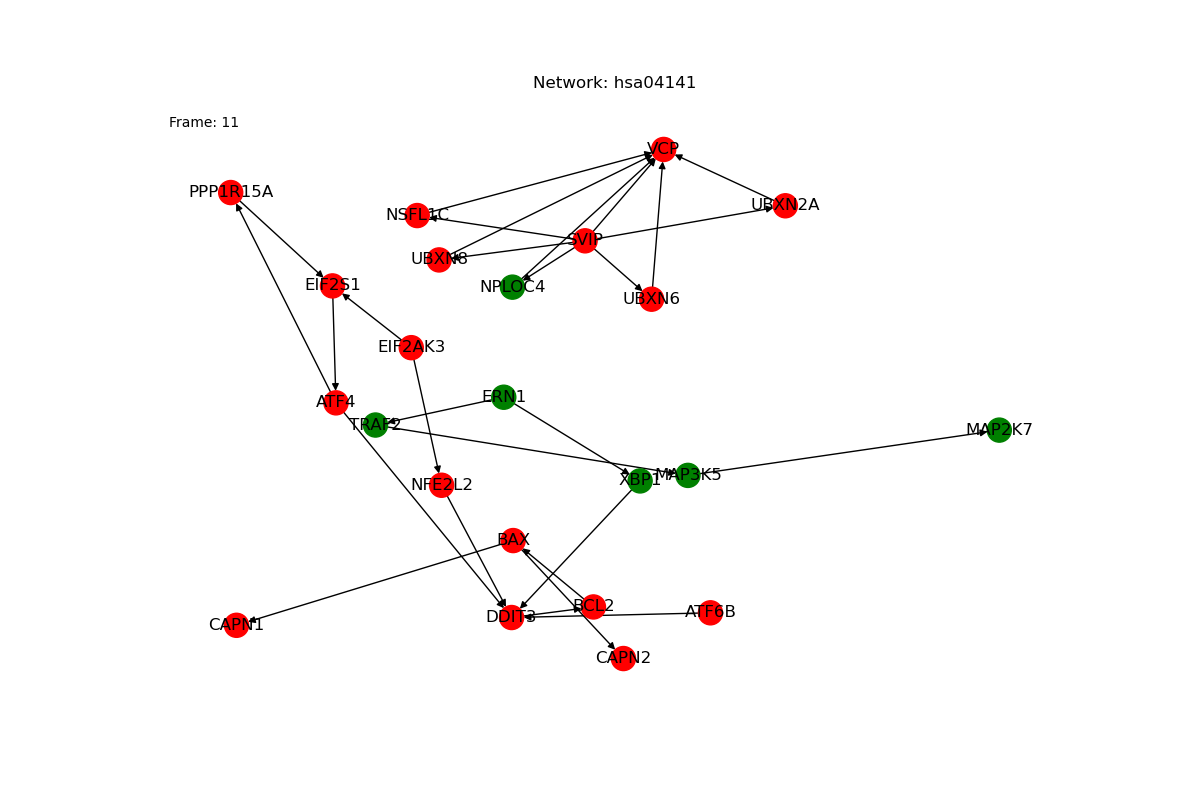 Network: hsa04141
Frame: 11
VCP
PPP1R15A
UBXN2A
NSFL1C
SVIP
UBXN8
EIF2S1
NPLOC4
UBXN6
EIF2AK3
ERN1
ATF4
TRAF2
MAP2K7
MAP3K5
XBP1
NFE2L2
BAX
BCL2
ATF6B
DDIT3
CAPN1
CAPN2